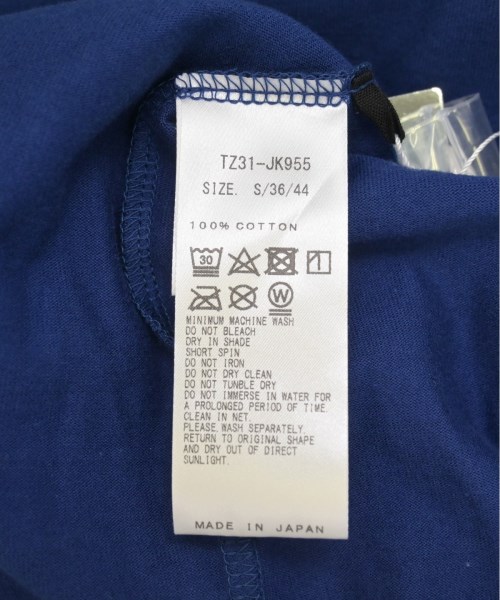 TZ31-JK955
SIZE. S/36/44
100% COTTON
30
W
MINIMUM MACHINE WASH
DO NOT BLEACH
DRY IN SHADE
SHORT SPIN
DO NOT IRON
DO NOT DRY CLEAN
DO NOT TUNBLE DRY
DO NOT IMMERSE IN WATER FOR
A PROLONGED PERIOD OF TIME.
CLEAN IN NET.
PLEASE WASH SEPARATELY.
RETURN TO ORIGINAL SHAPE
AND DRY OUT OF DIRECT
SUNLIGHT.
MADE IN JAPAN